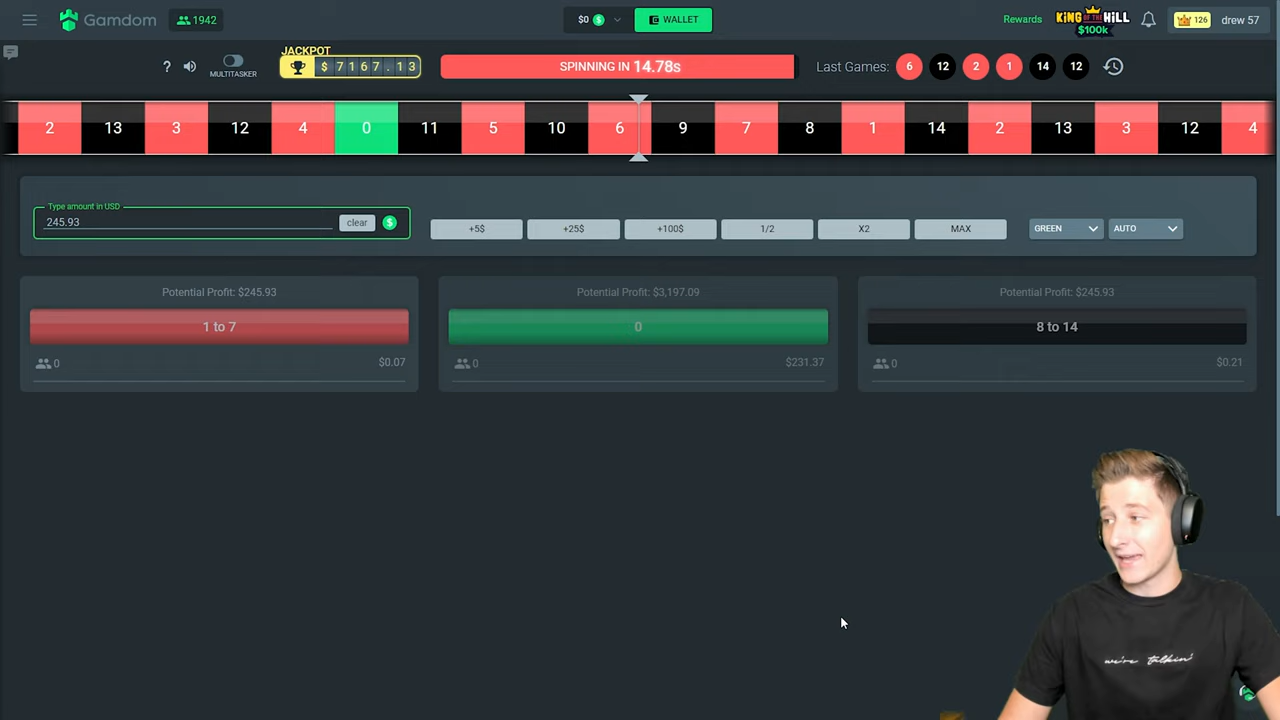 Gamdom
1942
$0
WALLET
Rewards
KING OF THE HILL
$100k
126
drew 57
?
MULTITASKER
JACKPOT
$ 7167.13
SPINNING IN 14.78s
Last Games:
6 12 2 1 14 12
2 13 3 12 4 0 11 5 10 6 9 7 8 1 14 2 13 3 12 4
Type amount in USD
245.93
clear
$
+5$
+25$
+100$
1/2
X2
MAX
GREEN
AUTO
Potential Profit: $245.93
1 to 7
0
$0.07
Potential Profit: $3,197.09
0
0
$231.37
Potential Profit: $245.93
8 to 14
0
$0.21
we're talkin'